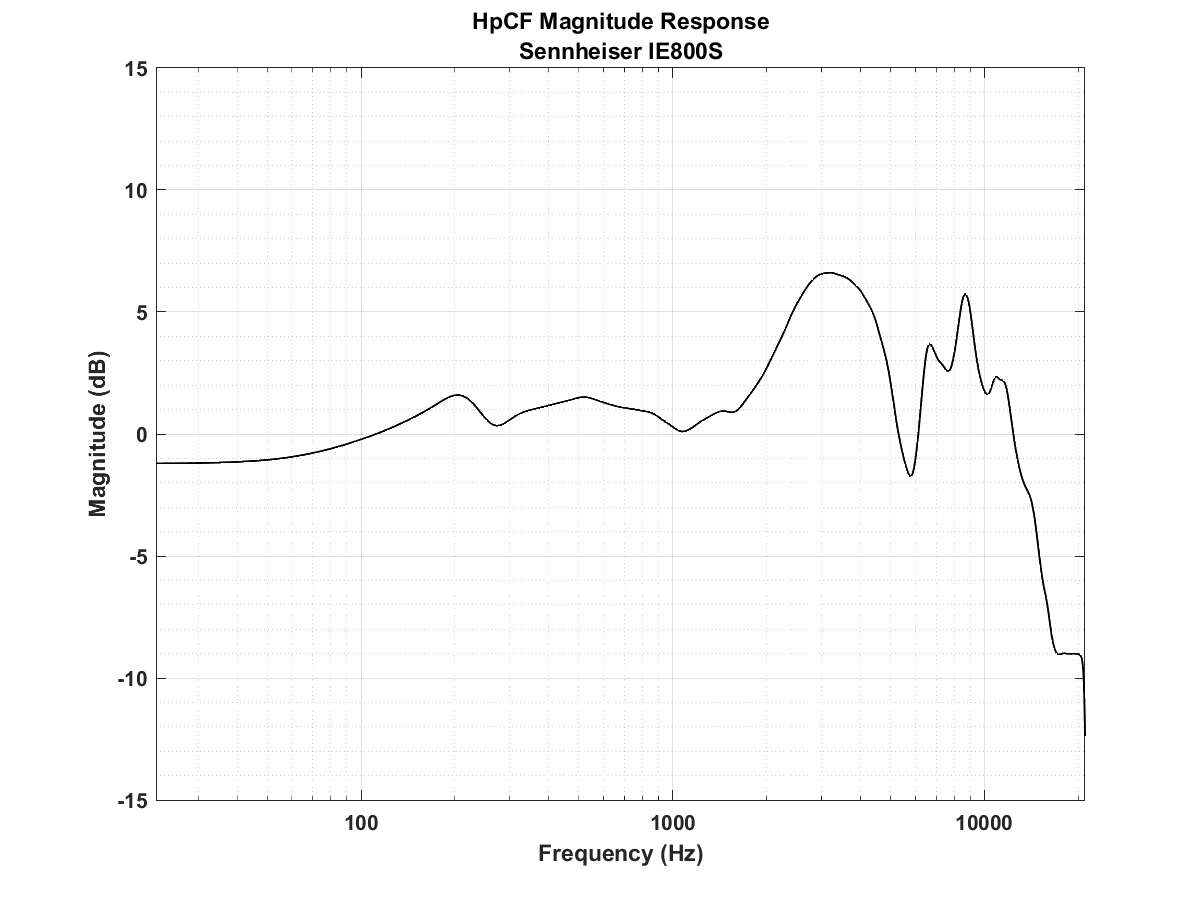 HpCF Magnitude Response
Sennheiser IE800S
15
10
5
0
-5
-10
-15
Magnitude (dB)
100 1000 10000
Frequency (Hz)